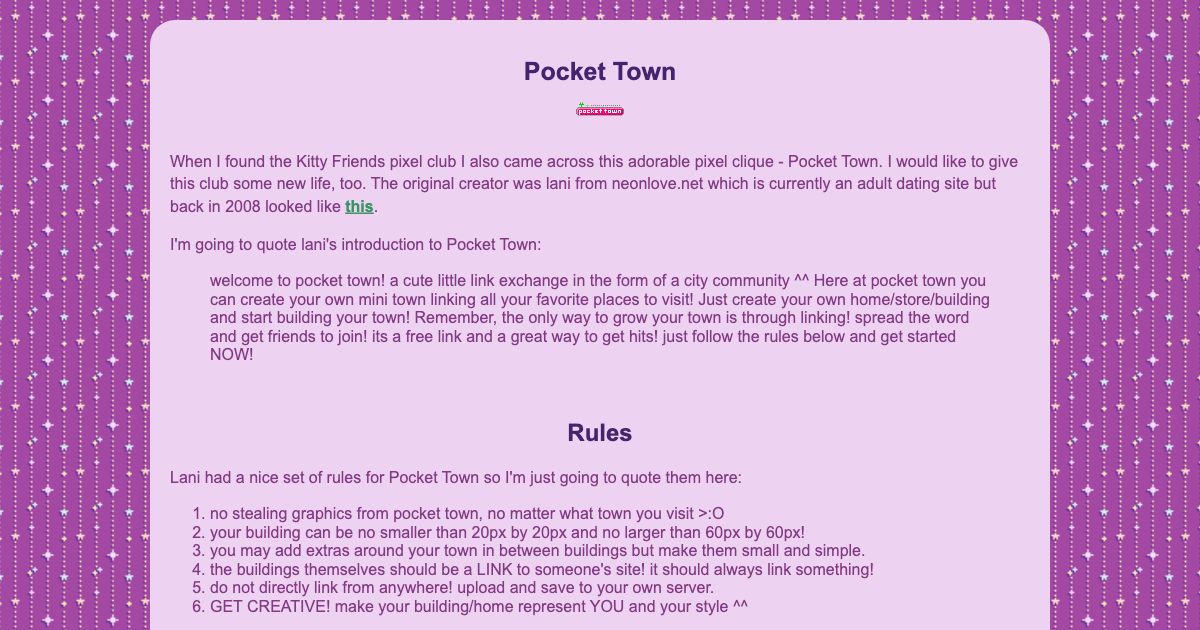 Pocket Town
pocket town
When I found the Kitty Friends pixel club I also came across this adorable pixel clique - Pocket Town. I would like to give
this club some new life, too. The original creator was lani from neonlove.net which is currently an adult dating site but
back in 2008 looked like this.
I'm going to quote lani's introduction to Pocket Town:
welcome to pocket town! a cute little link exchange in the form of a city community ^^ Here at pocket town you
can create your own mini town linking all your favorite places to visit! Just create your own home/store/building
and start building your town! Remember, the only way to grow your town is through linking! spread the word
and get friends to join! its a free link and a great way to get hits! just follow the rules below and get started
NOW!
Rules
Lani had a nice set of rules for Pocket Town so I'm just going to quote them here:
1. no stealing graphics from pocket town, no matter what town you visit >:O
2. your building can be no smaller than 20px by 20px and no larger than 60px by 60px!
3. you may add extras around your town in between buildings but make them small and simple.
4. the buildings themselves should be a LINK to someone's site! it should always link something!
5. do not directly link from anywhere! upload and save to your own server.
6. GET CREATIVE! make your building/home represent YOU and your style ^^